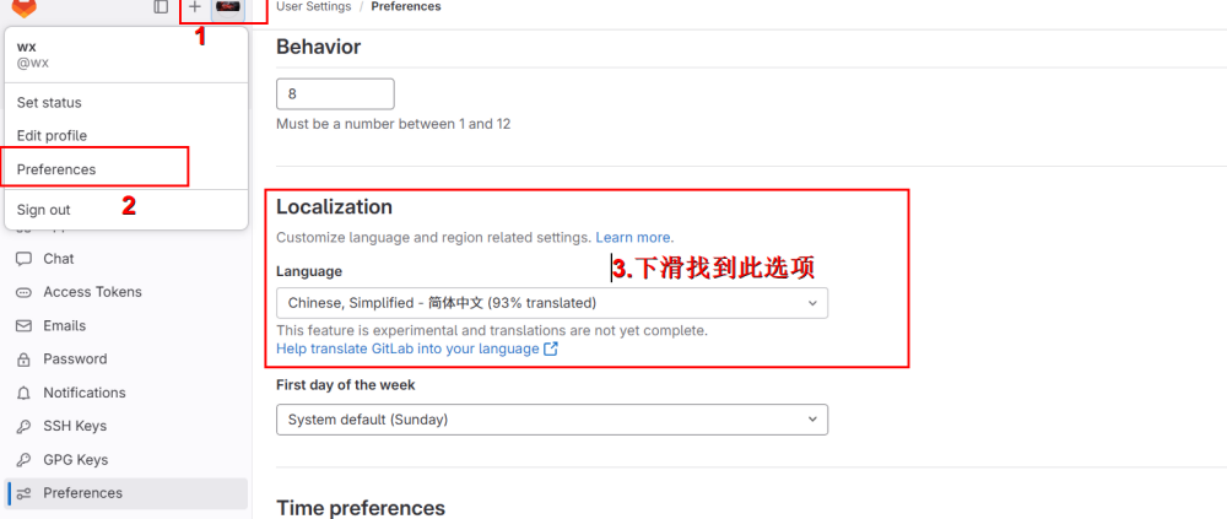 1
User Settings / Preferences
wx
@wx
Set status
Edit profile
Preferences
Sign out
2
Chat
Access Tokens
Emails
Password
Notifications
SSH Keys
GPG Keys
Preferences
Behavior
8
Must be a number between 1 and 12
Localization
Customize language and region related settings. Learn more.
3.下滑找到此选项
Language
Chinese, Simplified - 简体中文 (93% translated)
This feature is experimental and translations are not yet complete.
Help translate GitLab into your language
First day of the week
System default (Sunday)
Time preferences